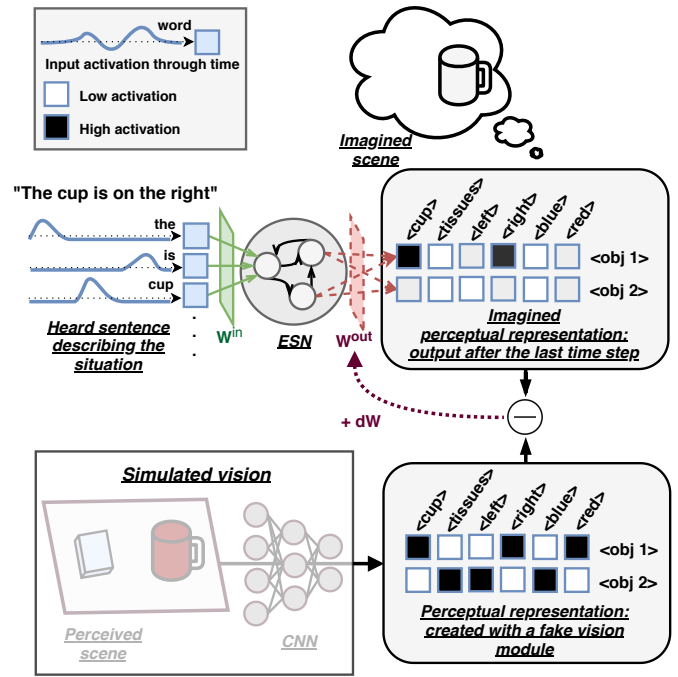 word
Input activation through time
Low activation
High activation
Imagined
scene
"The cup is on the right"
the
is
cup
.
.
.
Heard sentence
describing the
situation
W^in
ESN
W^out
<cup>
<tissues>
<left>
<right>
<blue>
<red>
<obj 1>
<obj 2>
Imagined
perceptual representation:
output after the last time step
+ dW
Simulated vision
Perceived
scene
CNN
<cup>
<tissues>
<left>
<right>
<blue>
<red>
<obj 1>
<obj 2>
Perceptual representation:
created with a fake vision
module